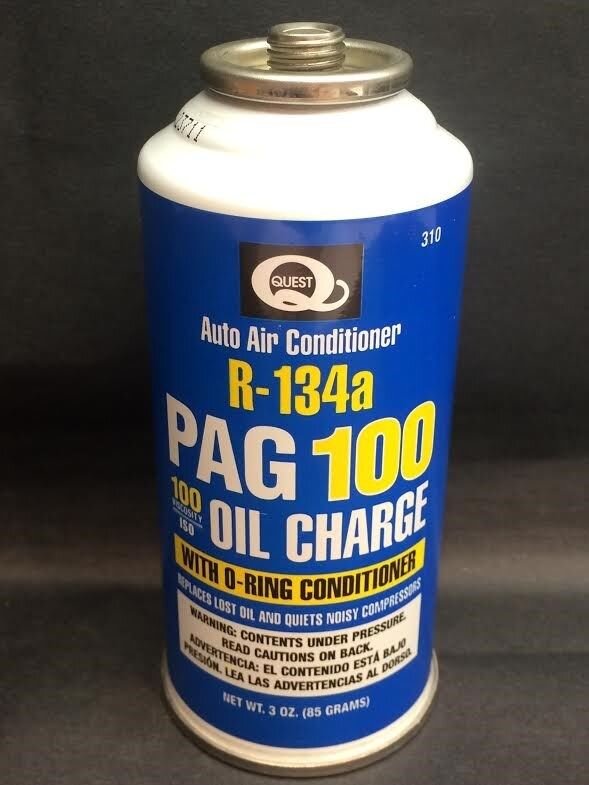 310
QUEST
Auto Air Conditioner
R-134a
PAG 100
100
VISCOSITY
ISO
OIL CHARGE
WITH O-RING CONDITIONER
REPLACES LOST OIL AND QUIETS NOISY COMPRESSORS
WARNING: CONTENTS UNDER PRESSURE.
READ CAUTIONS ON BACK.
ADVERTENCIA: EL CONTENIDO ESTÁ BAJO
PRESIÓN. LEA LAS ADVERTENCIAS AL DORSO.
NET WT. 3 OZ. (85 GRAMS)